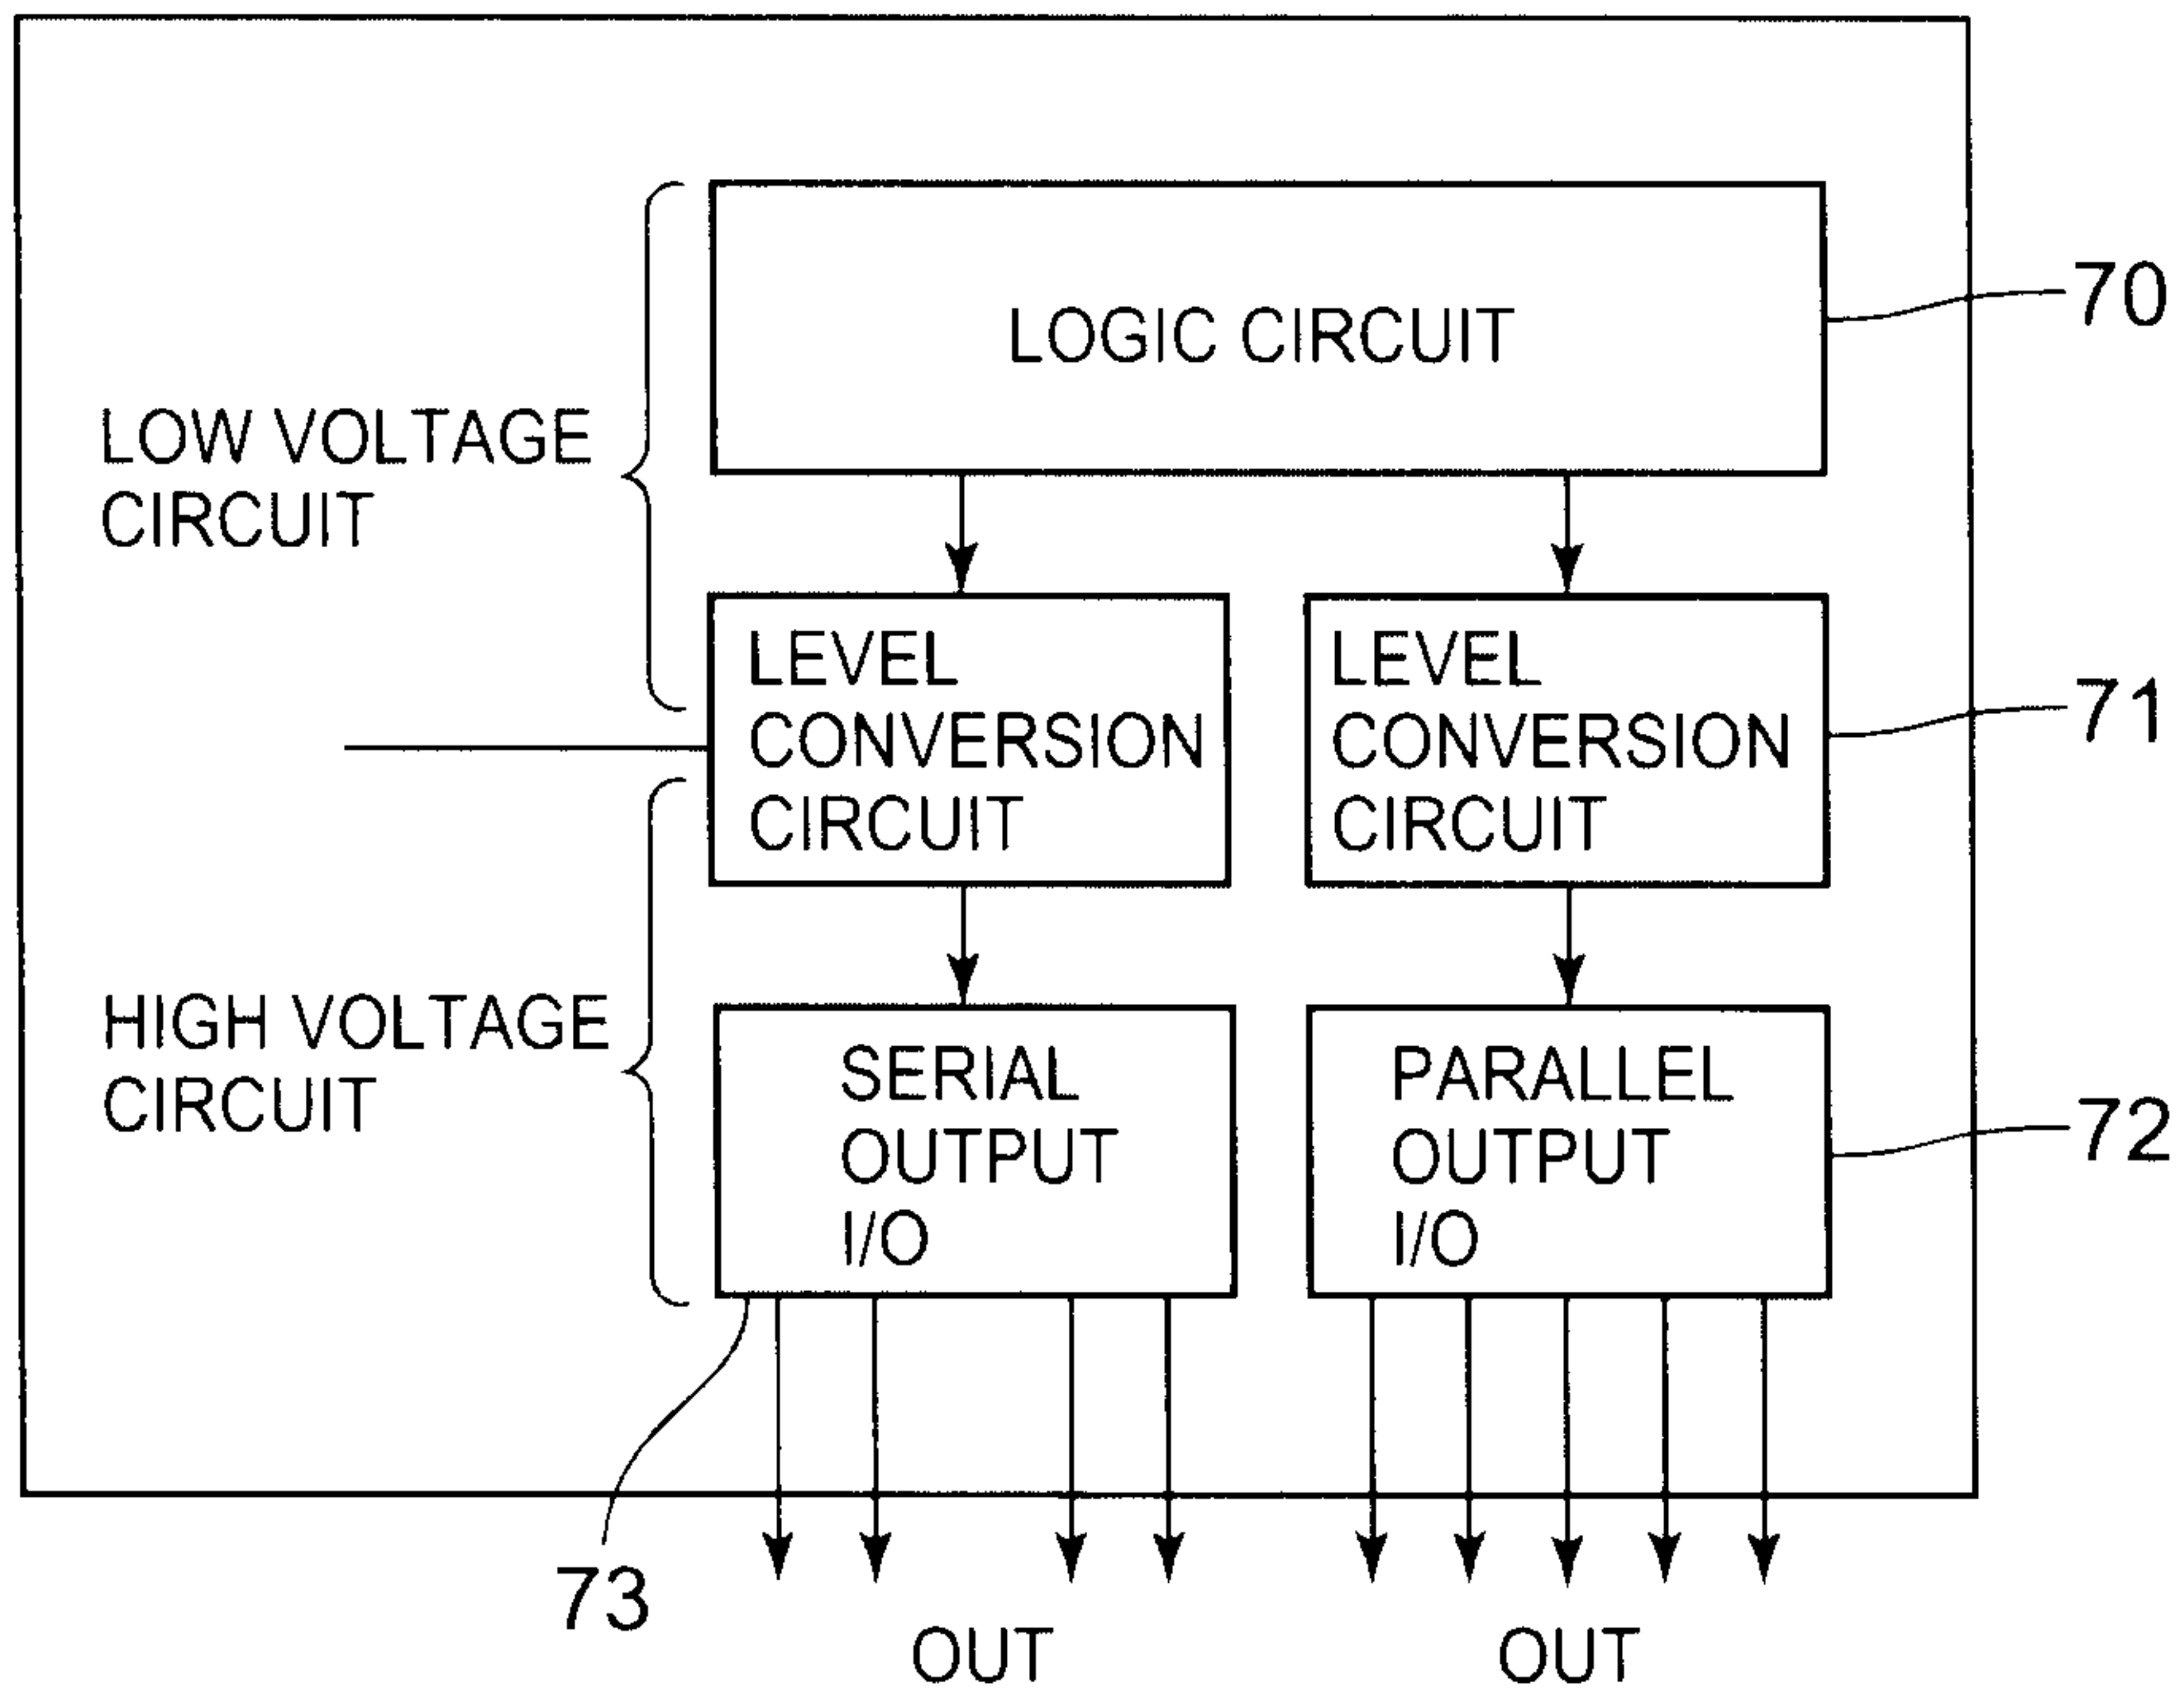 LOGIC CIRCUIT
70
LOW VOLTAGE
CIRCUIT
LEVEL
CONVERSION
CIRCUIT
LEVEL
CONVERSION
CIRCUIT
71
HIGH VOLTAGE
CIRCUIT
SERIAL
OUTPUT
I/O
PARALLEL
OUTPUT
I/O
72
73
OUT
OUT